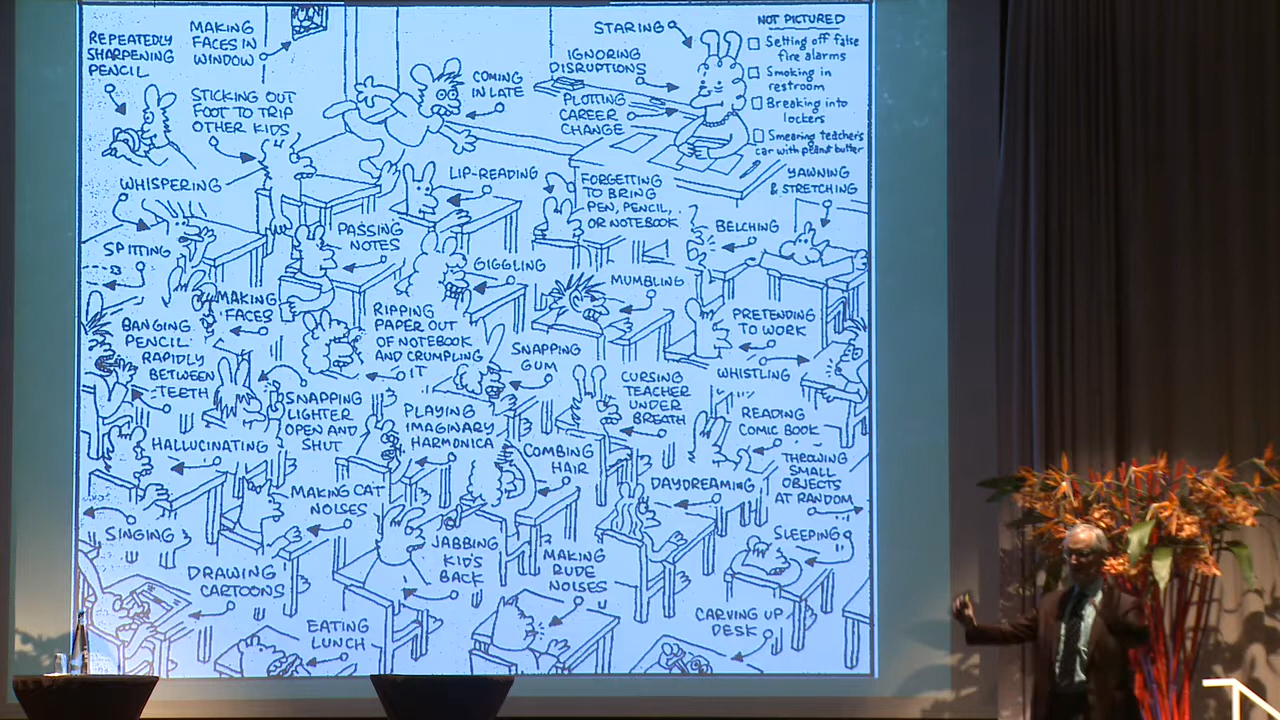 REPEATEDLY
SHARPENING
PENCIL
MAKING
FACES IN
WINDOW
STICKING OUT
FOOT TO TRIP
OTHER KIDS
COMING
IN LATE
STARING
IGNORING
DISRUPTIONS
PLOTTING
CAREER
CHANGE
NOT PICTURED
Setting off false
fire alarms
Smoking in
restroom
Breaking into
lockers
Smearing teacher's
car with peanut butter
WHISPERING
LIP-READING
FORGETTING
TO BRING
PEN, PENCIL,
OR NOTEBOOK
YAWNING
& STRETCHING
SPITTING
PASSING
NOTES
GIGGLING
BELCHING
MUMBLING
MAKING
FACES
BANGING
PENCIL
RAPIDLY
BETWEEN
TEETH
RIPPING
PAPER OUT
OF NOTEBOOK
AND CRUMPLING
IT
SNAPPING
GUM
PRETENDING
TO WORK
WHISTLING
SNAPPING
LIGHTER
OPEN AND
SHUT
PLAYING
IMAGINARY
HARMONICA
CURSING
TEACHER
UNDER
BREATH
READING
COMIC BOOK
HALLUCINATING
COMBING
HAIR
THROWING
SMALL
OBJECTS
AT RANDOM
MAKING CAT
NOISES
DAYDREAMING
SINGING
JABBING
KID'S
BACK
MAKING
RUDE
NOISES
SLEEPING
DRAWING
CARTOONS
EATING
LUNCH
CARVING UP
DESK